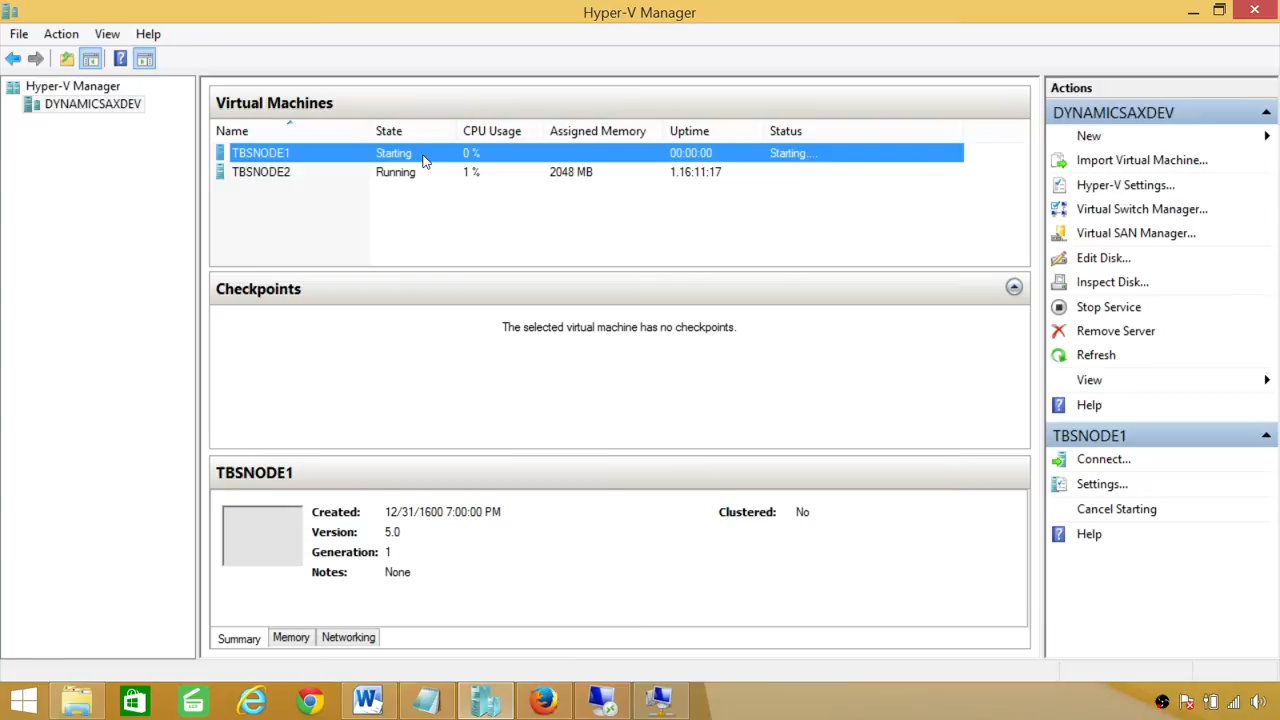 Hyper-V Manager
File Action View Help
Hyper-V Manager
DYNAMICSAXDEV
Virtual Machines
Name State CPU Usage Assigned Memory Uptime Status
TBSNODE1 Starting 0 % 00:00:00 Starting....
TBSNODE2 Running 1 % 2048 MB 1.16:11:17
Checkpoints
The selected virtual machine has no checkpoints.
TBSNODE1
Created: 12/31/1600 7:00:00 PM Clustered: No
Version: 5.0
Generation: 1
Notes: None
Summary Memory Networking
Actions
DYNAMICSAXDEV
New
Import Virtual Machine...
Hyper-V Settings...
Virtual Switch Manager...
Virtual SAN Manager...
Edit Disk...
Inspect Disk...
Stop Service
Remove Server
Refresh
View
Help
TBSNODE1
Connect...
Settings...
Cancel Starting
Help